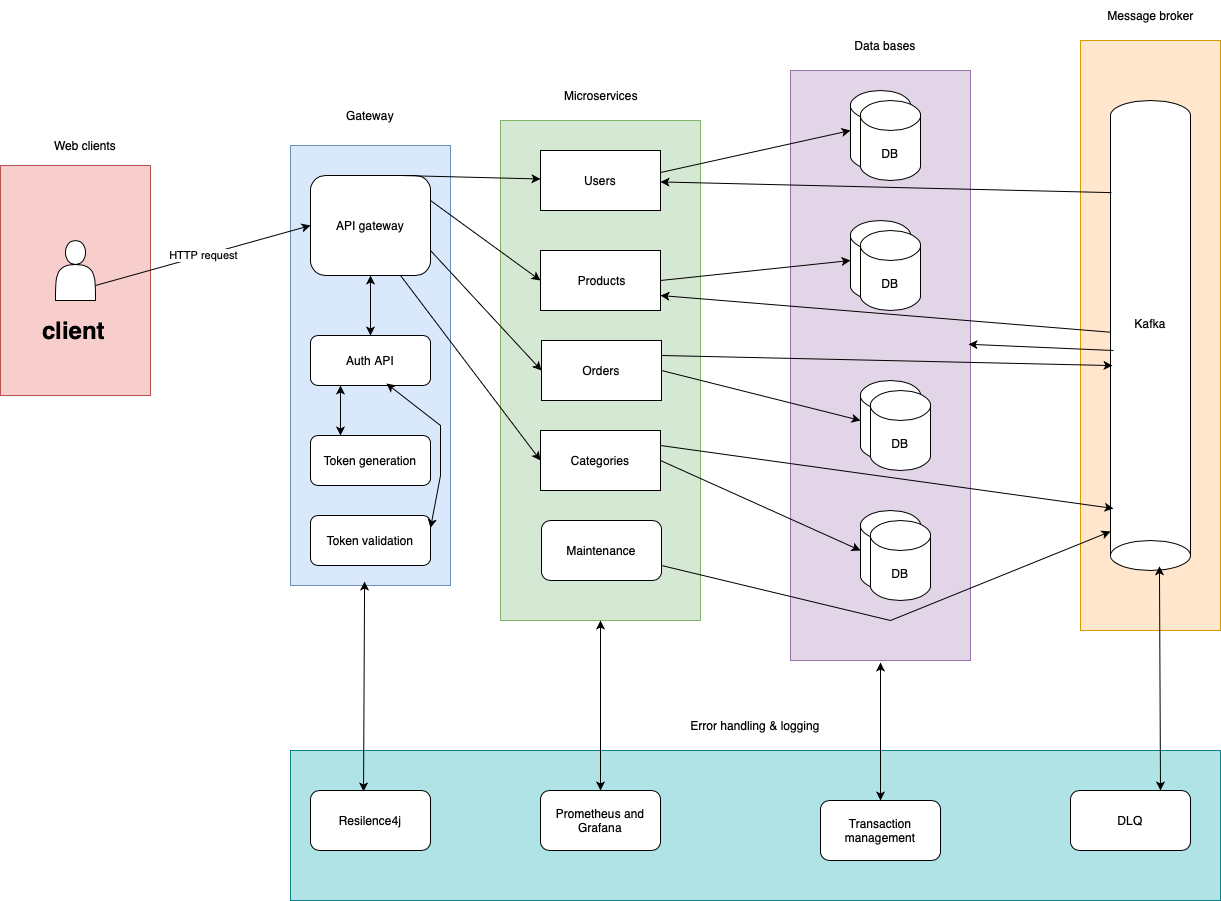 Message broker
Data bases
Microservices
Gateway
Web clients
DB
Users
API gateway
HTTP request
DB
Products
client
Kafka
Auth API
Orders
DB
Token generation
Categories
Token validation
Maintenance
DB
Error handling & logging
Resilence4j
Prometheus and
Grafana
Transaction
management
DLQ